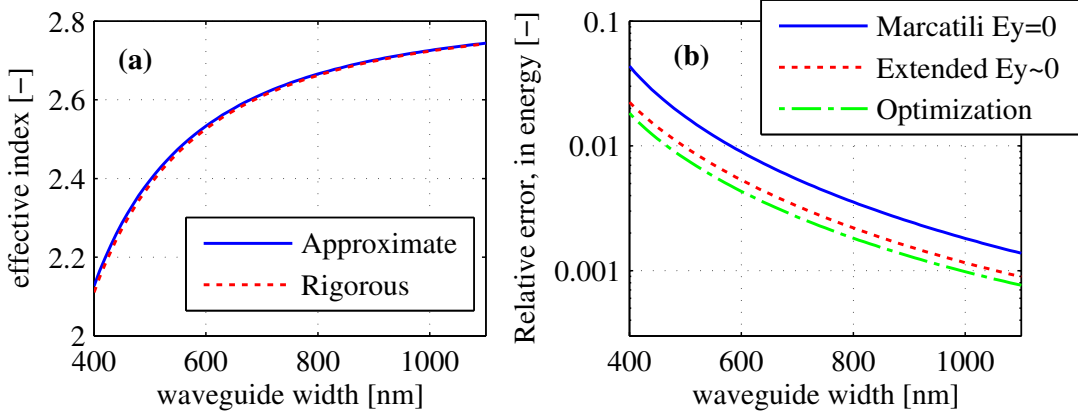 2.8
2.6
2.4
2.2
2
effective index [−]
(a)
Approximate
Rigorous
400 600 800 1000
waveguide width [nm]
0.1
0.01
0.001
Relative error, in energy [−]
(b)
Marcatili Ey=0
Extended Ey~0
Optimization
400 600 800 1000
waveguide width [nm]